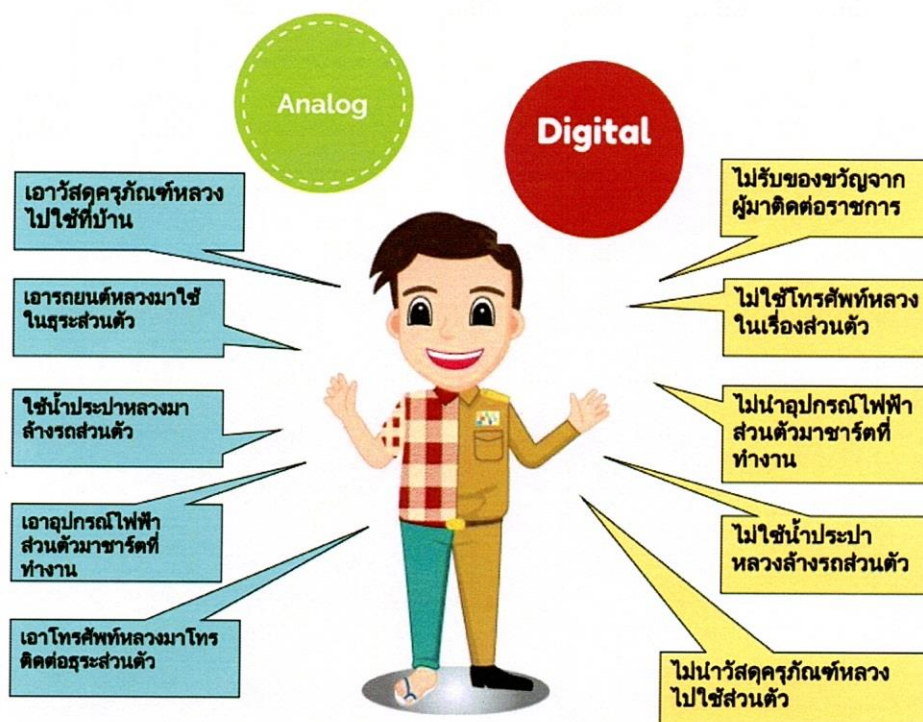 Analog
Digital
เอาวัสดุครุภัณฑ์หลวง
ไปใช้ที่บ้าน
เอารถยนต์หลวงมาใช้
ในธุระส่วนตัว
ใช้น้ำประปาหลวงมา
ล้างรถส่วนตัว
เอาอุปกรณ์ไฟฟ้า
ส่วนตัวมาชาร์ตที่
ทำงาน
เอาโทรศัพท์หลวงมาโทร
ติดต่อธุระส่วนตัว
ไม่รับของขวัญจาก
ผู้มาติดต่อราชการ
ไม่ใช้โทรศัพท์หลวง
ในเรื่องส่วนตัว
ไม่นำอุปกรณ์ไฟฟ้า
ส่วนตัวมาชาร์ตที่
ทำงาน
ไม่ใช้น้ำประปา
หลวงล้างรถส่วนตัว
ไม่นำวัสดุครุภัณฑ์หลวง
ไปใช้ส่วนตัว